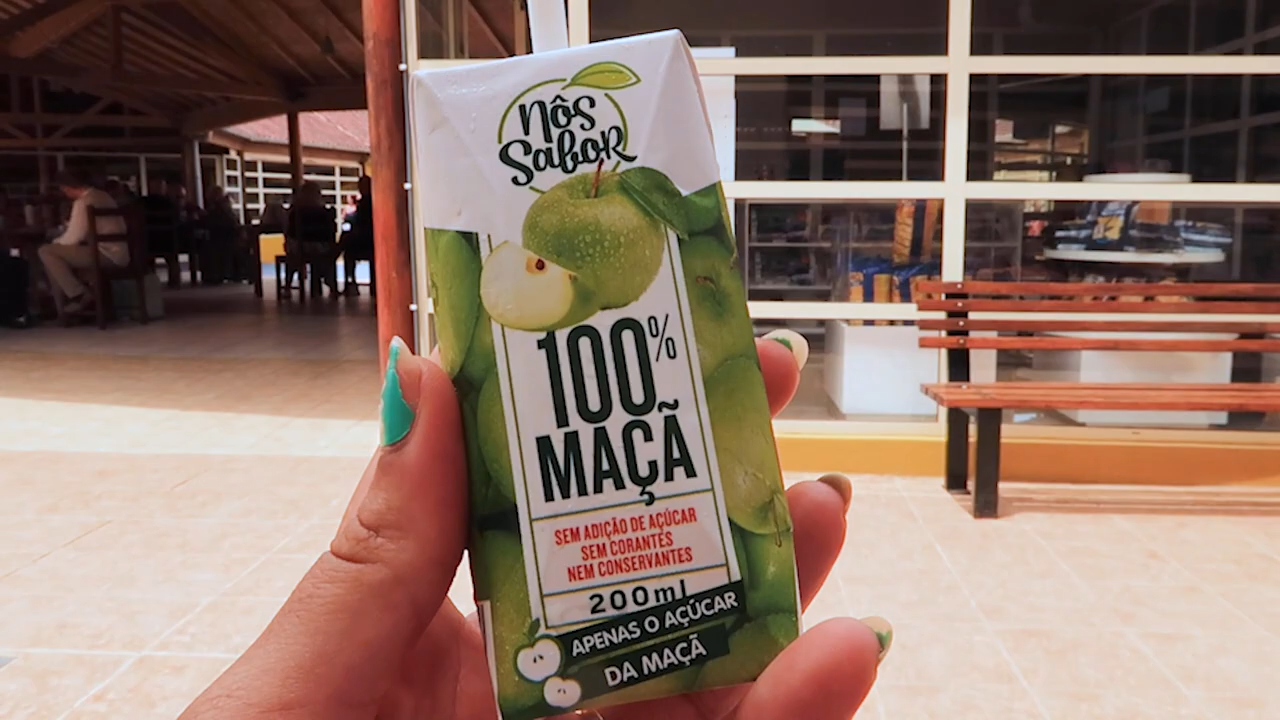 Nôs
Sabor
100%
MAÇÃ
SEM ADIÇÃO DE AÇÚCAR
SEM CORANTES
NEM CONSERVANTES
200ml
APENAS O AÇÚCAR
DA MAÇÃ